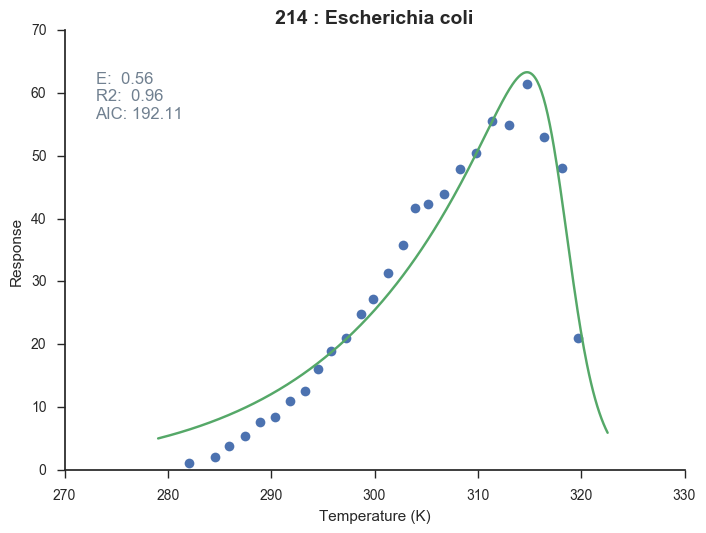 214 : Escherichia coli
E:  0.56
R2:  0.96
AIC: 192.11
Response
70
60
50
40
30
20
10
0
270 280 290 300 310 320 330
Temperature (K)